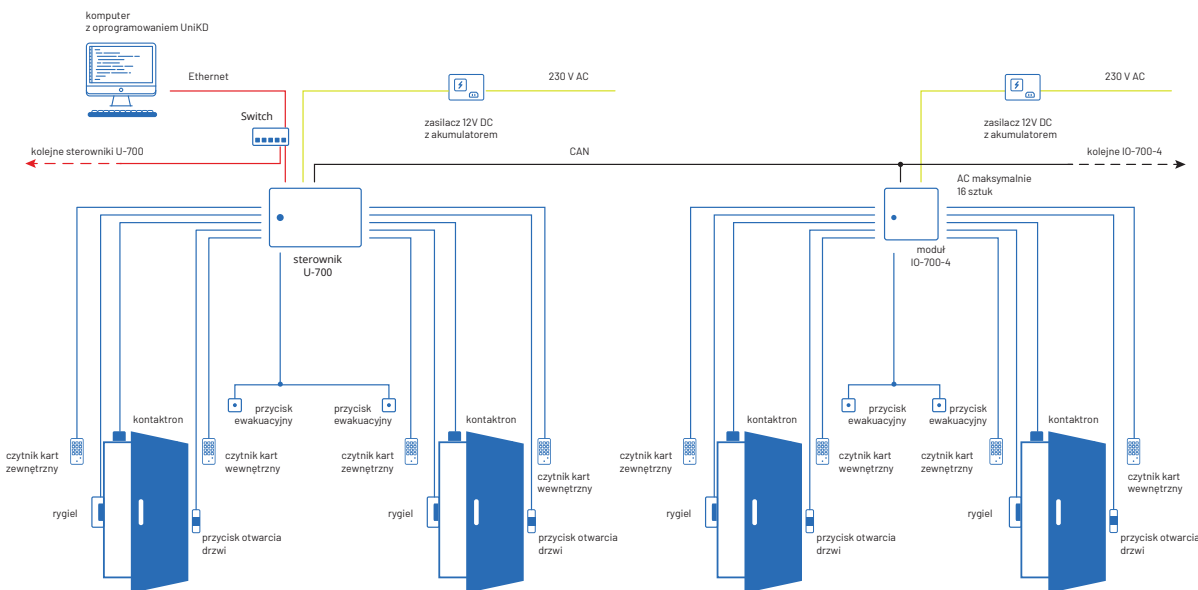 komputer
z oprogramowaniem UniKD
Ethernet
230 V AC
230 V AC
Switch
zasilacz 12V DC
z akumulatorem
zasilacz 12V DC
z akumulatorem
kolejne sterowniki U-700
CAN
kolejne IO-700-4
AC maksymalnie
16 sztuk
sterownik
U-700
moduł
IO-700-4
przycisk
ewakuacyjny
przycisk
ewakuacyjny
przycisk
ewakuacyjny
przycisk
ewakuacyjny
kontaktron
kontaktron
kontaktron
kontaktron
czytnik kart
zewnętrzny
czytnik kart
wewnętrzny
czytnik kart
zewnętrzny
czytnik kart
wewnętrzny
czytnik kart
zewnętrzny
czytnik kart
wewnętrzny
czytnik kart
zewnętrzny
czytnik kart
wewnętrzny
rygiel
rygiel
rygiel
rygiel
przycisk otwarcia
drzwi
przycisk otwarcia
drzwi
przycisk otwarcia
drzwi
przycisk otwarcia
drzwi